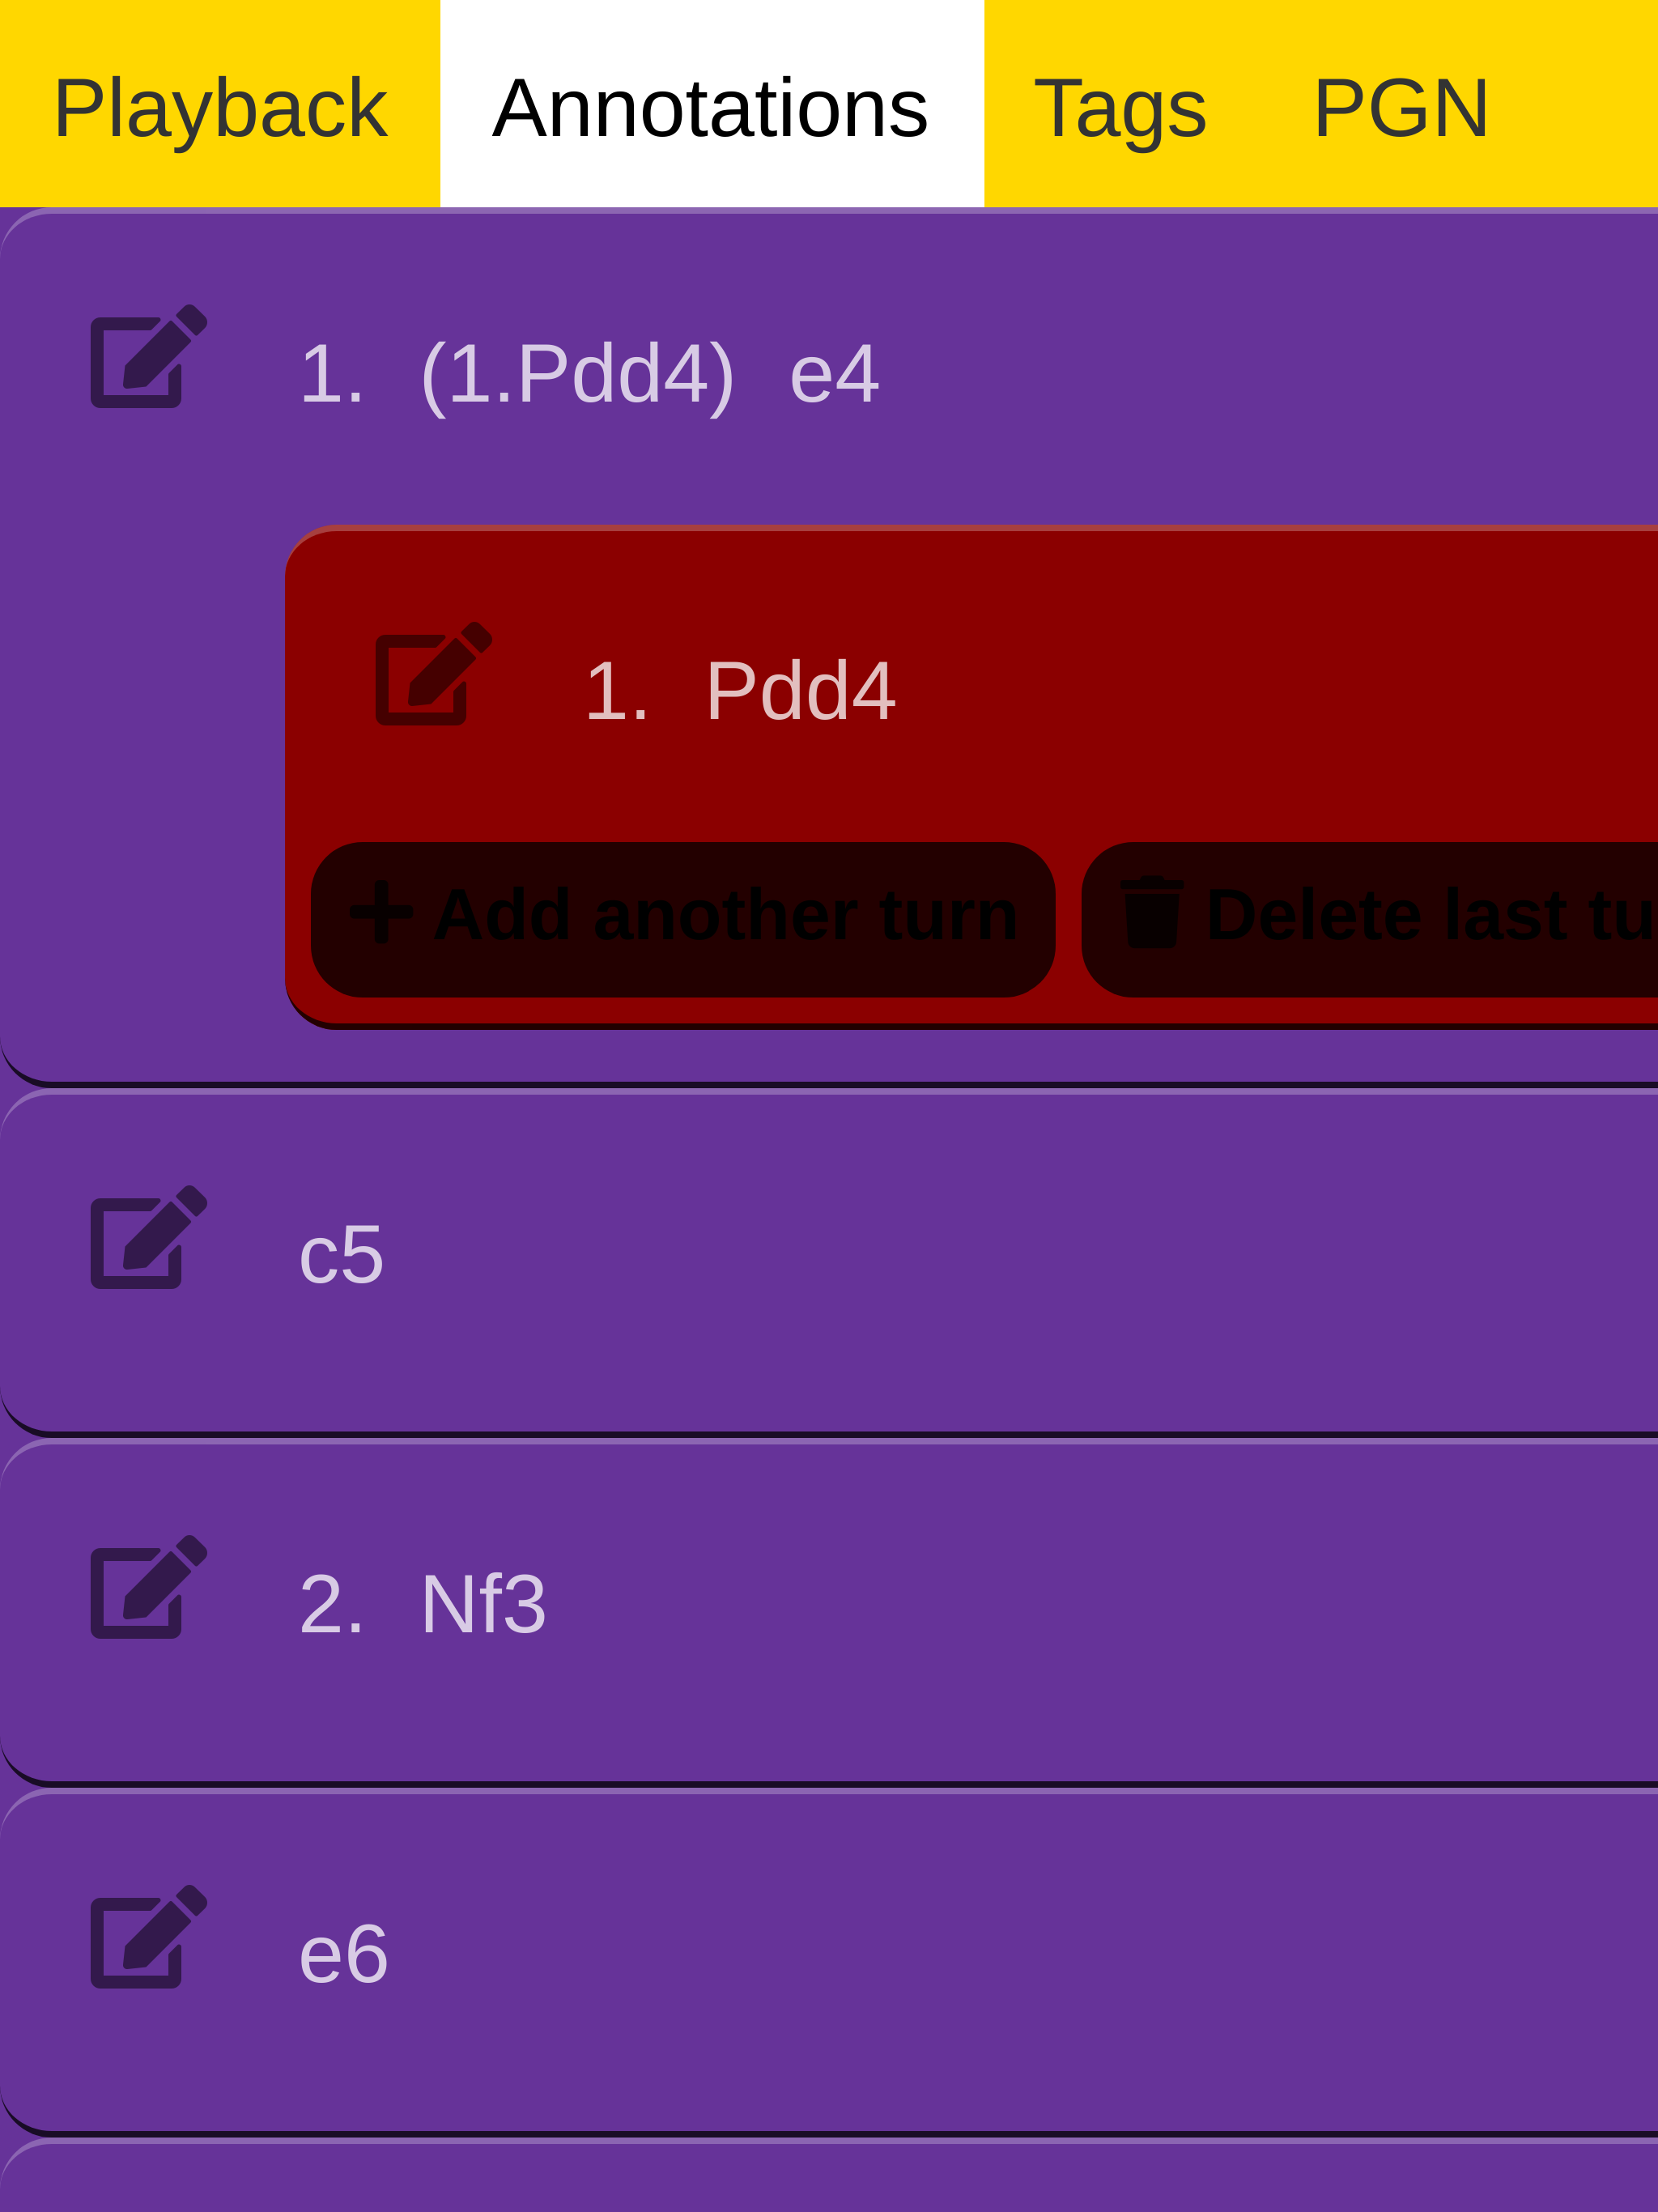 Playback Annotations Tags PGN
1. (1.Pdd4) e4
1. Pdd4
Add another turn Delete last tu
c5
2. Nf3
e6